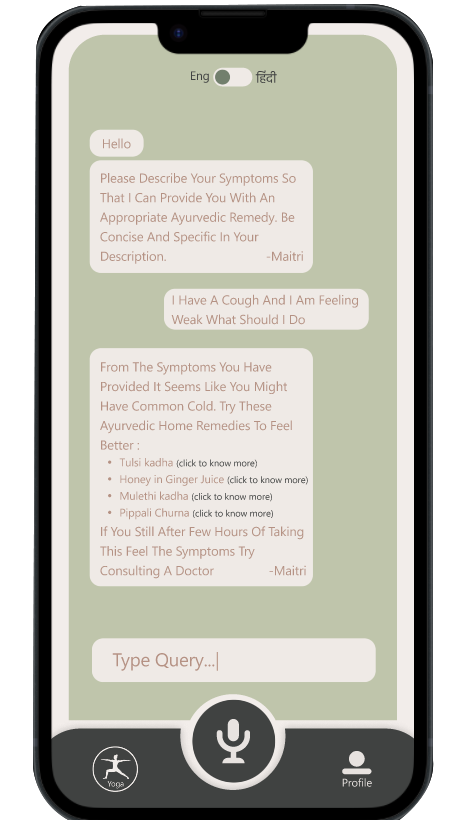 Eng हिंदी
Hello
Please Describe Your Symptoms So
That I Can Provide You With An
Appropriate Ayurvedic Remedy. Be
Concise And Specific In Your
Description. -Maitri
I Have A Cough And I Am Feeling
Weak What Should I Do
From The Symptoms You Have
Provided It Seems Like You Might
Have Common Cold. Try These
Ayurvedic Home Remedies To Feel
Better :
• Tulsi kadha (click to know more)
• Honey in Ginger Juice (click to know more)
• Mulethi kadha (click to know more)
• Pippali Churna (click to know more)
If You Still After Few Hours Of Taking
This Feel The Symptoms Try
Consulting A Doctor -Maitri
Type Query...|
Yoga
Profile